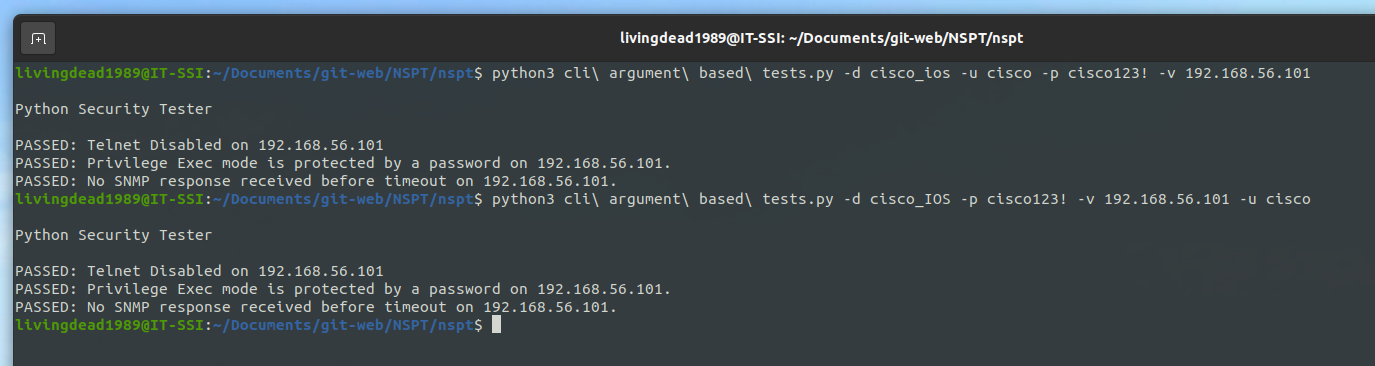 livingdead1989@IT-SSI: ~/Documents/git-web/NSPT/nspt
livingdead1989@IT-SSI:~/Documents/git-web/NSPT/nspt$ python3 cli\ argument\ based\ tests.py -d cisco_ios -u cisco -p cisco123! -v 192.168.56.101
Python Security Tester
PASSED: Telnet Disabled on 192.168.56.101
PASSED: Privilege Exec mode is protected by a password on 192.168.56.101.
PASSED: No SNMP response received before timeout on 192.168.56.101.
livingdead1989@IT-SSI:~/Documents/git-web/NSPT/nspt$ python3 cli\ argument\ based\ tests.py -d cisco_IOS -p cisco123! -v 192.168.56.101 -u cisco
Python Security Tester
PASSED: Telnet Disabled on 192.168.56.101
PASSED: Privilege Exec mode is protected by a password on 192.168.56.101.
PASSED: No SNMP response received before timeout on 192.168.56.101.
livingdead1989@IT-SSI:~/Documents/git-web/NSPT/nspt$